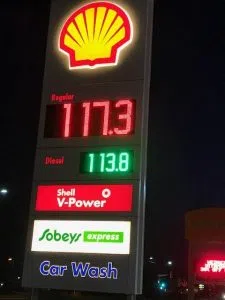 Regular
117.3
Diesel
113.8
Shell
V-Power
Sobeys express
Car Wash